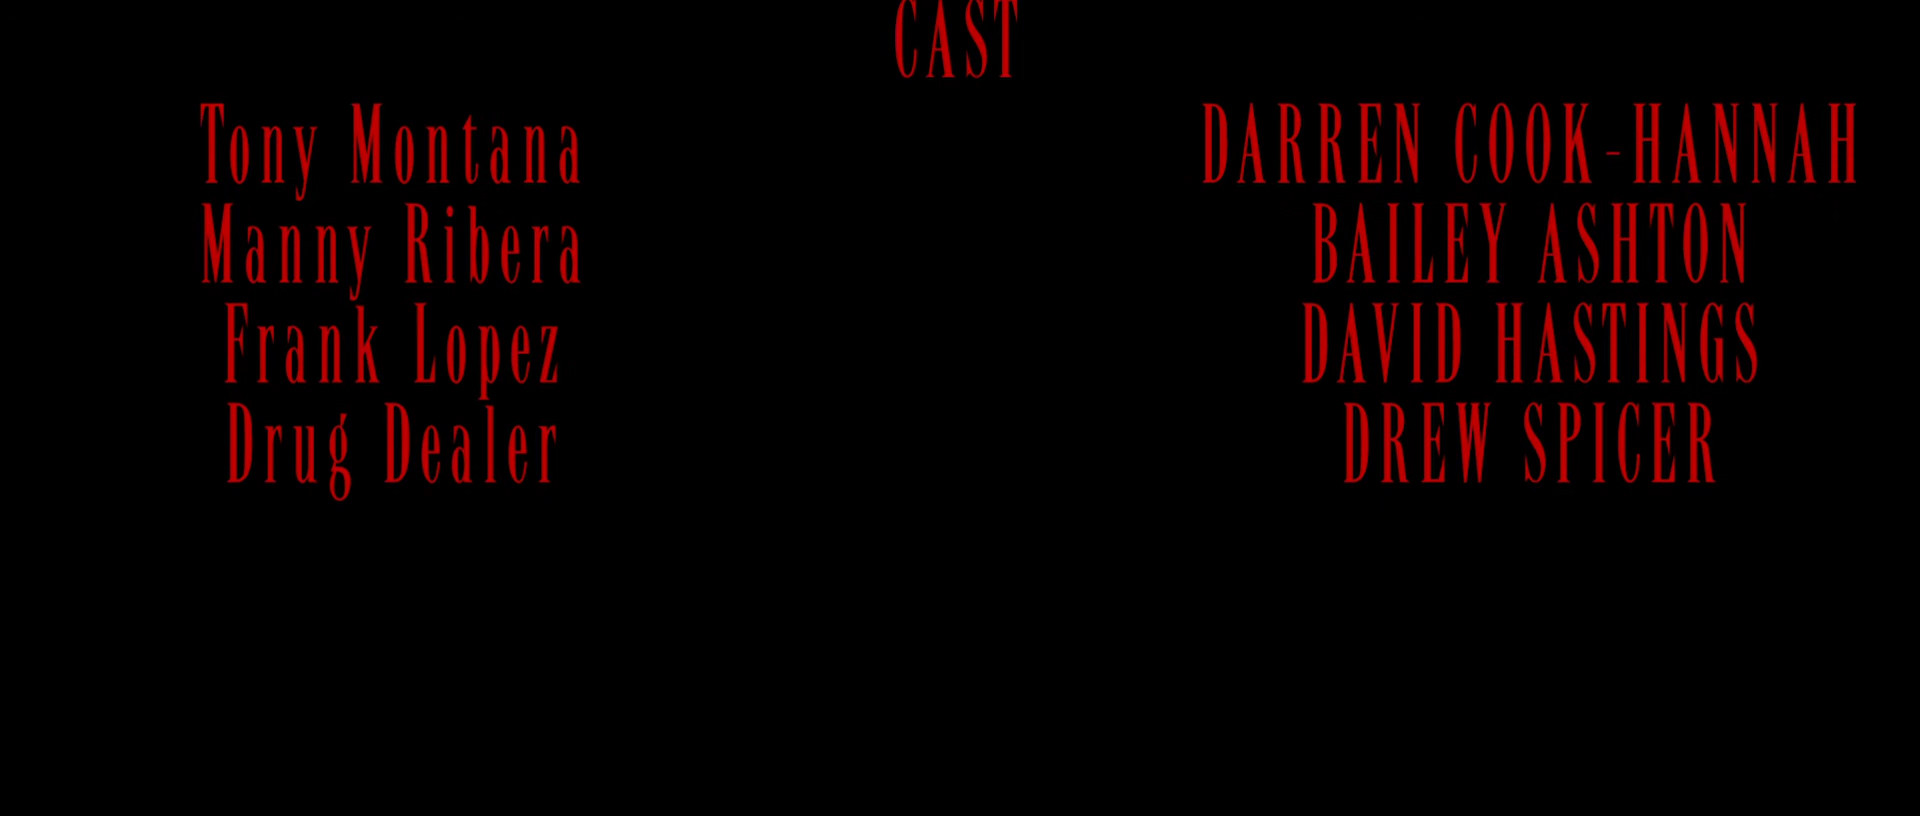 CAST
Tony Montana DARREN COOK-HANNAH
Manny Ribera BAILEY ASHTON
Frank Lopez DAVID HASTINGS
Drug Dealer DREW SPICER